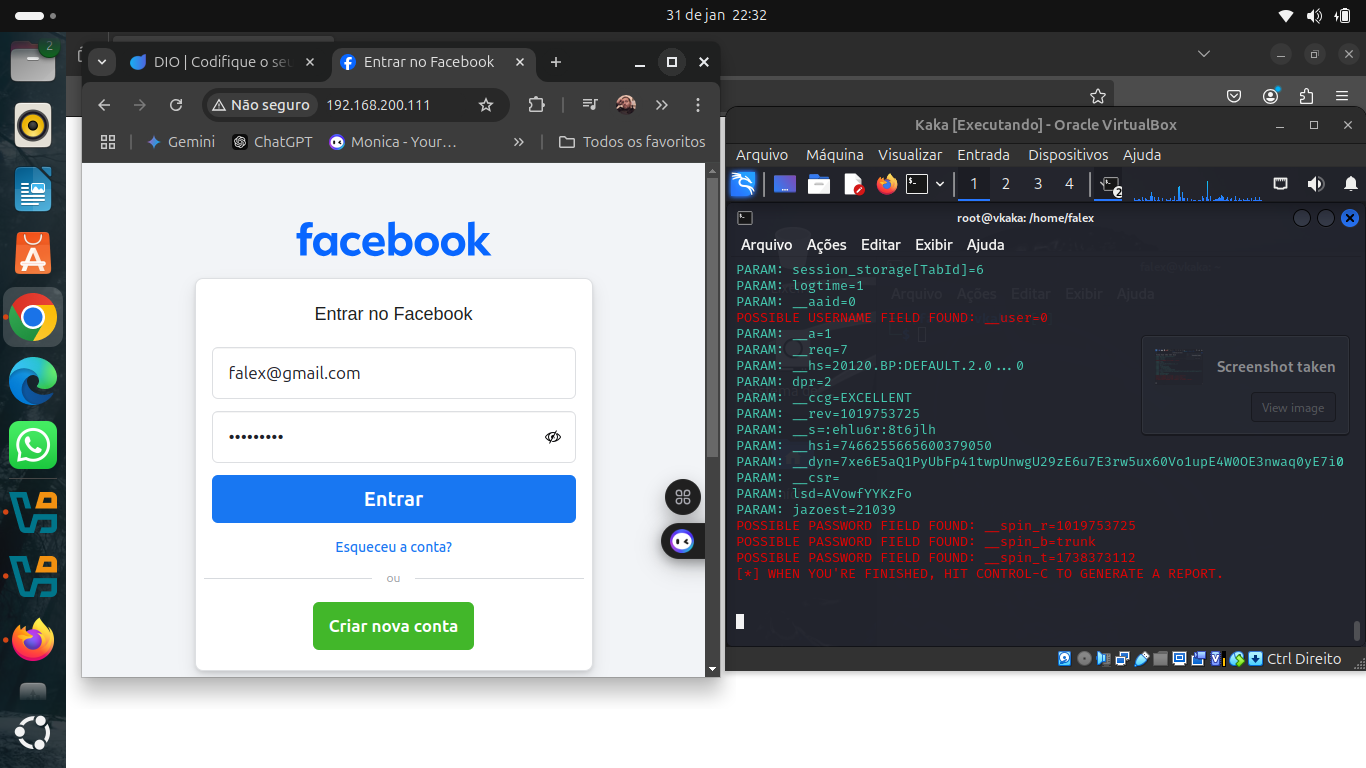 31 de jan 22:32
2
DIO | Codifique o seu
Entrar no Facebook
Não seguro
192.168.200.111
Gemini
ChatGPT
Monica - Your…
Todos os favoritos
facebook
Entrar no Facebook
falex@gmail.com
Entrar
Esqueceu a conta?
ou
Criar nova conta
Kaka [Executando] - Oracle VirtualBox
Arquivo Máquina Visualizar Entrada Dispositivos Ajuda
1 2 3 4
2
root@vkaka: /home/falex
Arquivo Ações Editar Exibir Ajuda
PARAM: session_storage[TabId]=6
PARAM: logtime=1
PARAM: __aaid=0
POSSIBLE USERNAME FIELD FOUND: __user=0
PARAM: __a=1
PARAM: __req=7
PARAM: __hs=20120.BP:DEFAULT.2.0...0
PARAM: dpr=2
PARAM: __ccg=EXCELLENT
PARAM: __rev=1019753725
PARAM: __s=:ehlu6r:8t6jlh
PARAM: __hsi=7466255665600379050
PARAM: __dyn=7xe6E5aQ1PyUbFp41twpUnwgU29zE6u7E3rw5ux60Vo1upE4W0OE3nwaq0yE7i0
PARAM: __csr=
PARAM: lsd=AVowfYYKzFo
PARAM: jazoest=21039
POSSIBLE PASSWORD FIELD FOUND: __spin_r=1019753725
POSSIBLE PASSWORD FIELD FOUND: __spin_b=trunk
POSSIBLE PASSWORD FIELD FOUND: __spin_t=1738373112
[*] WHEN YOU'RE FINISHED, HIT CONTROL-C TO GENERATE A REPORT.
Arquivo Ações Editar Exibir Ajuda
Screenshot taken
View image
Ctrl Direito